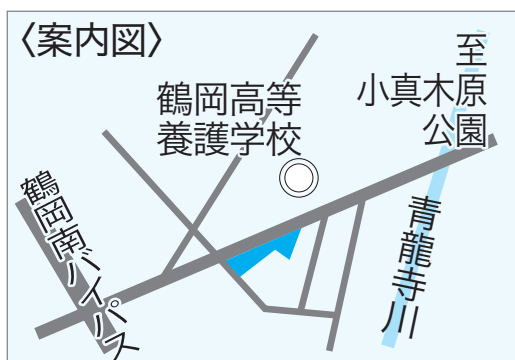 〈案内図〉
鶴岡高等
養護学校
至
小真木原
公園
鶴岡南バイパス
青龍寺川